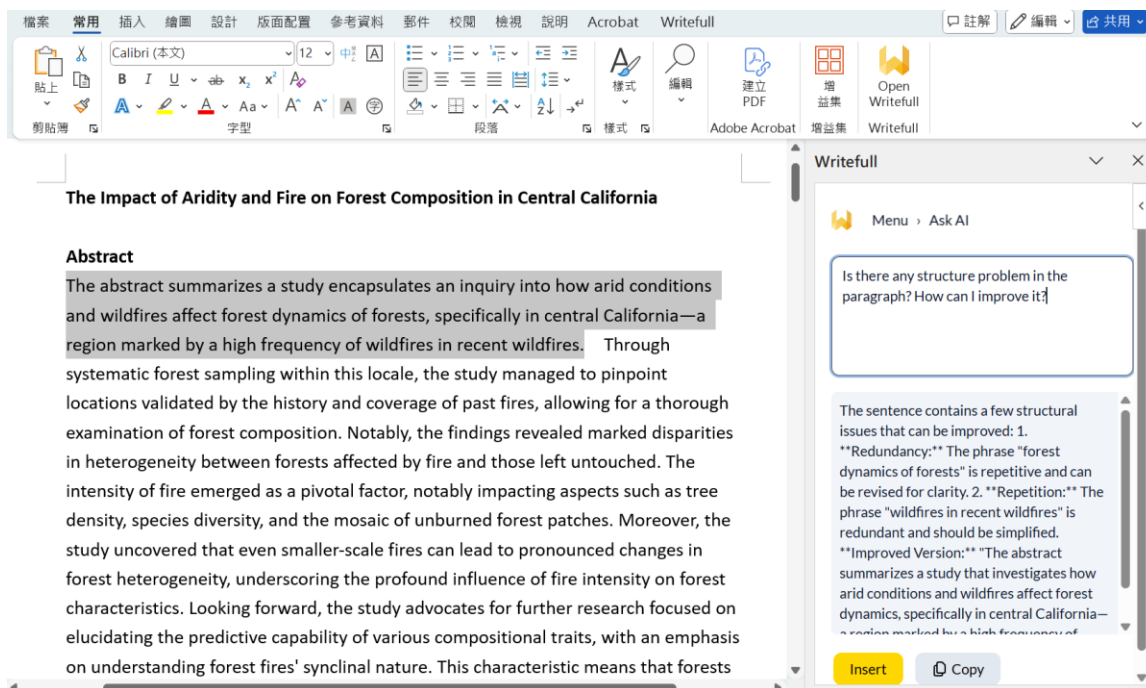 檔案 常用 插入 繪圖 設計 版面配置 參考資料 郵件 校閱 檢視 說明 Acrobat Writefull
註解 編輯 共用
Calibri (本文) 12
貼上
B I U ab x₂ x² A
A A Aa A A A 字
樣式 編輯 建立 PDF 增益集 Open Writefull
剪貼簿 字型 段落 樣式 Adobe Acrobat 增益集 Writefull
The Impact of Aridity and Fire on Forest Composition in Central California
Abstract
The abstract summarizes a study encapsulates an inquiry into how arid conditions
and wildfires affect forest dynamics of forests, specifically in central California—a
region marked by a high frequency of wildfires in recent wildfires. Through
systematic forest sampling within this locale, the study managed to pinpoint
locations validated by the history and coverage of past fires, allowing for a thorough
examination of forest composition. Notably, the findings revealed marked disparities
in heterogeneity between forests affected by fire and those left untouched. The
intensity of fire emerged as a pivotal factor, notably impacting aspects such as tree
density, species diversity, and the mosaic of unburned forest patches. Moreover, the
study uncovered that even smaller-scale fires can lead to pronounced changes in
forest heterogeneity, underscoring the profound influence of fire intensity on forest
characteristics. Looking forward, the study advocates for further research focused on
elucidating the predictive capability of various compositional traits, with an emphasis
on understanding forest fires' synclinal nature. This characteristic means that forests
Writefull
Menu › Ask AI
Is there any structure problem in the
paragraph? How can I improve it?
The sentence contains a few structural
issues that can be improved: 1.
**Redundancy:** The phrase "forest
dynamics of forests" is repetitive and can
be revised for clarity. 2. **Repetition:** The
phrase "wildfires in recent wildfires" is
redundant and should be simplified.
**Improved Version:** "The abstract
summarizes a study that investigates how
arid conditions and wildfires affect forest
dynamics, specifically in central California—
a region marked by a high frequency of
Insert Copy